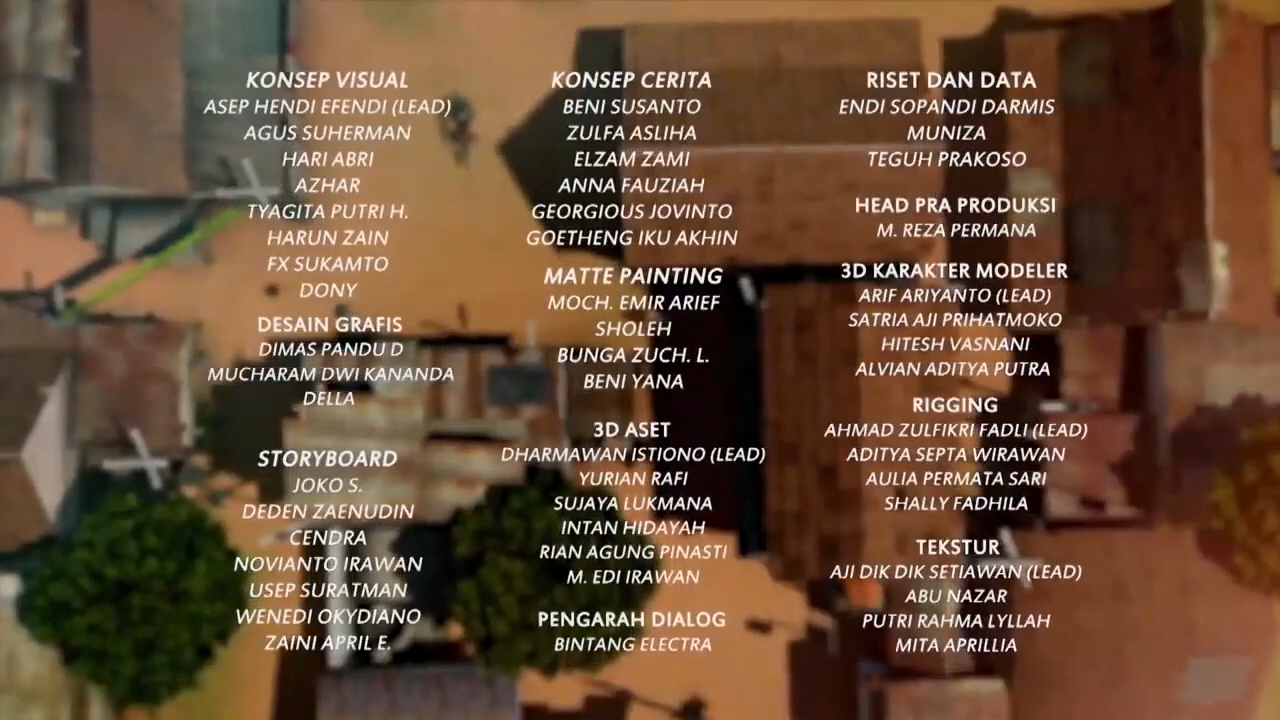 KONSEP VISUAL
ASEP HENDI EFENDI (LEAD)
AGUS SUHERMAN
HARI ABRI
AZHAR
TYAGITA PUTRI H.
HARUN ZAIN
FX SUKAMTO
DONY
DESAIN GRAFIS
DIMAS PANDU D
MUCHARAM DWI KANANDA
DELLA
STORYBOARD
JOKO S.
DEDEN ZAENUDIN
CENDRA
NOVIANTO IRAWAN
USEP SURATMAN
WENEDI OKYDIANO
ZAINI APRIL E.
KONSEP CERITA
BENI SUSANTO
ZULFA ASLIHA
ELZAM ZAMI
ANNA FAUZIAH
GEORGIOUS JOVINTO
GOETHENG IKU AKHIN
MATTE PAINTING
MOCH. EMIR ARIEF
SHOLEH
BUNGA ZUCH. L.
BENI YANA
3D ASET
DHARMAWAN ISTIONO (LEAD)
YURIAN RAFI
SUJAYA LUKMANA
INTAN HIDAYAH
RIAN AGUNG PINASTI
M. EDI IRAWAN
PENGARAH DIALOG
BINTANG ELECTRA
RISET DAN DATA
ENDI SOPANDI DARMIS
MUNIZA
TEGUH PRAKOSO
HEAD PRA PRODUKSI
M. REZA PERMANA
3D KARAKTER MODELER
ARIF ARIYANTO (LEAD)
SATRIA AJI PRIHATMOKO
HITESH VASNANI
ALVIAN ADITYA PUTRA
RIGGING
AHMAD ZULFIKRI FADLI (LEAD)
ADITYA SEPTA WIRAWAN
AULIA PERMATA SARI
SHALLY FADHILA
TEKSTUR
AJI DIK DIK SETIAWAN (LEAD)
ABU NAZAR
PUTRI RAHMA LYLLAH
MITA APRILLIA